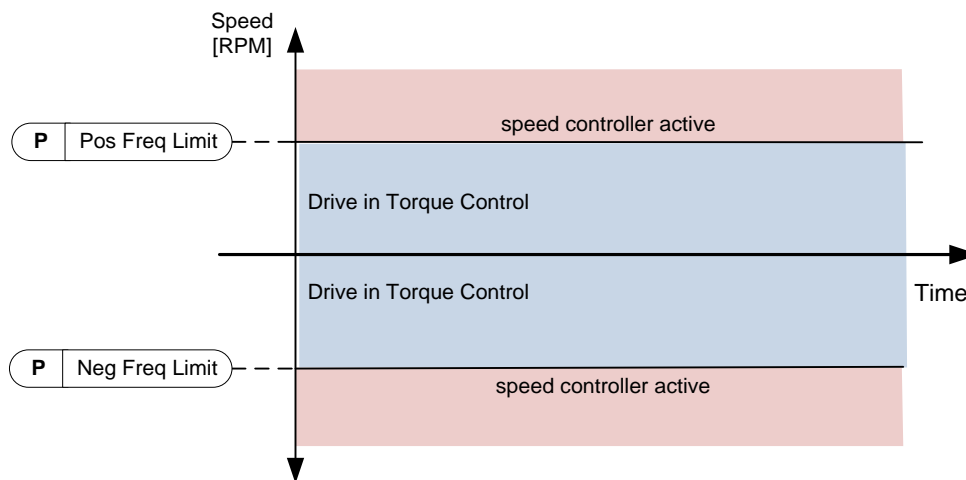 Speed
[RPM]
speed controller active
P Pos Freq Limit
Drive in Torque Control
Drive in Torque Control
Time
P Neg Freq Limit
speed controller active